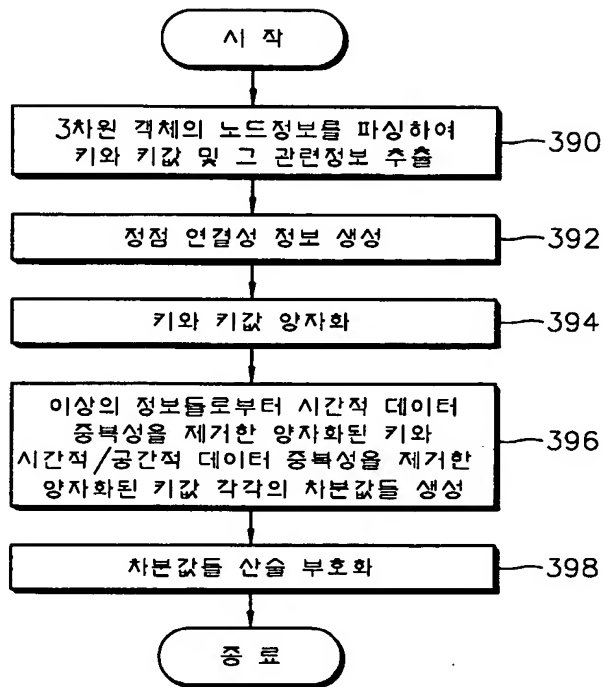 시 작
3차원 객체의 노드정보를 파싱하여
키와 키값 및 그 관련정보 추출
390
정점 연결성 정보 생성
392
키와 키값 양자화
394
이상의 정보들로부터 시간적 데이터
중복성을 제거한 양자화된 키와
시간적/공간적 데이터 중복성을 제거한
양자화된 키값 각각의 차분값들 생성
396
차분값들 산술 부호화
398
종 료